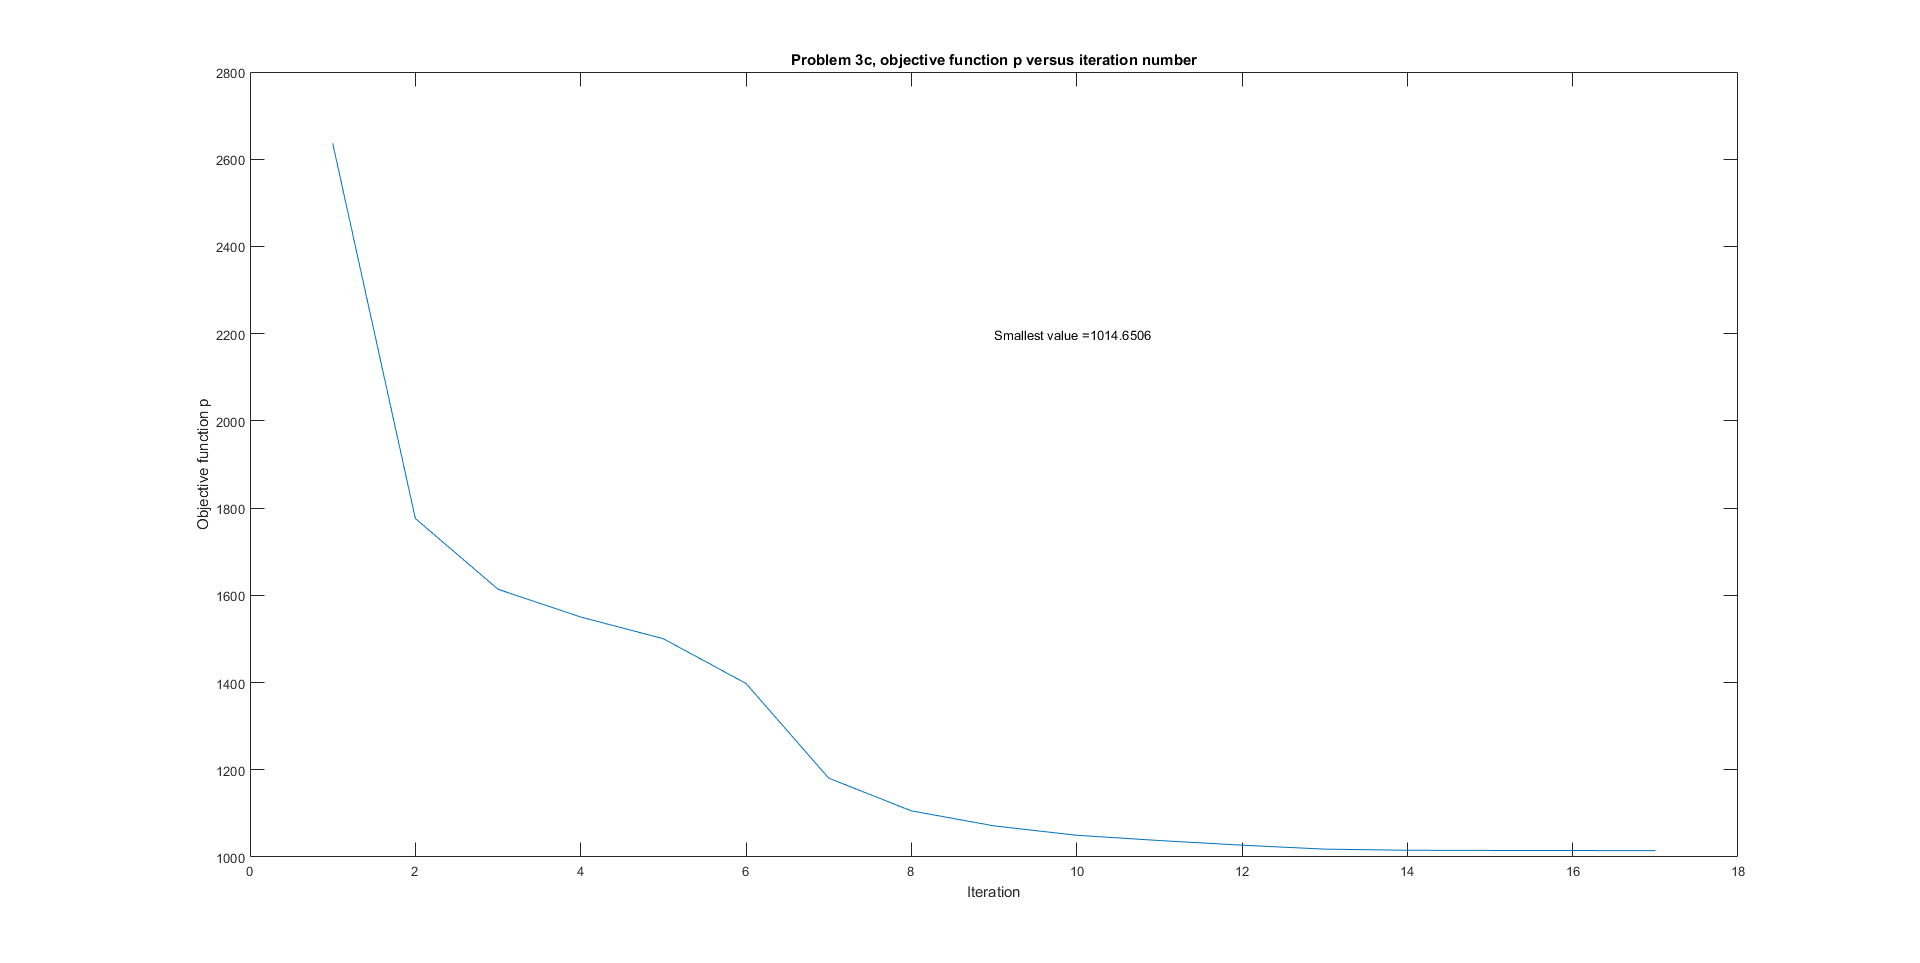 Problem 3c, objective function p versus iteration number
2800
2600
2400
2200
2000
1800
1600
1400
1200
1000
Objective function p
Smallest value =1014.6506
0 2 4 6 8 10 12 14 16 18
Iteration